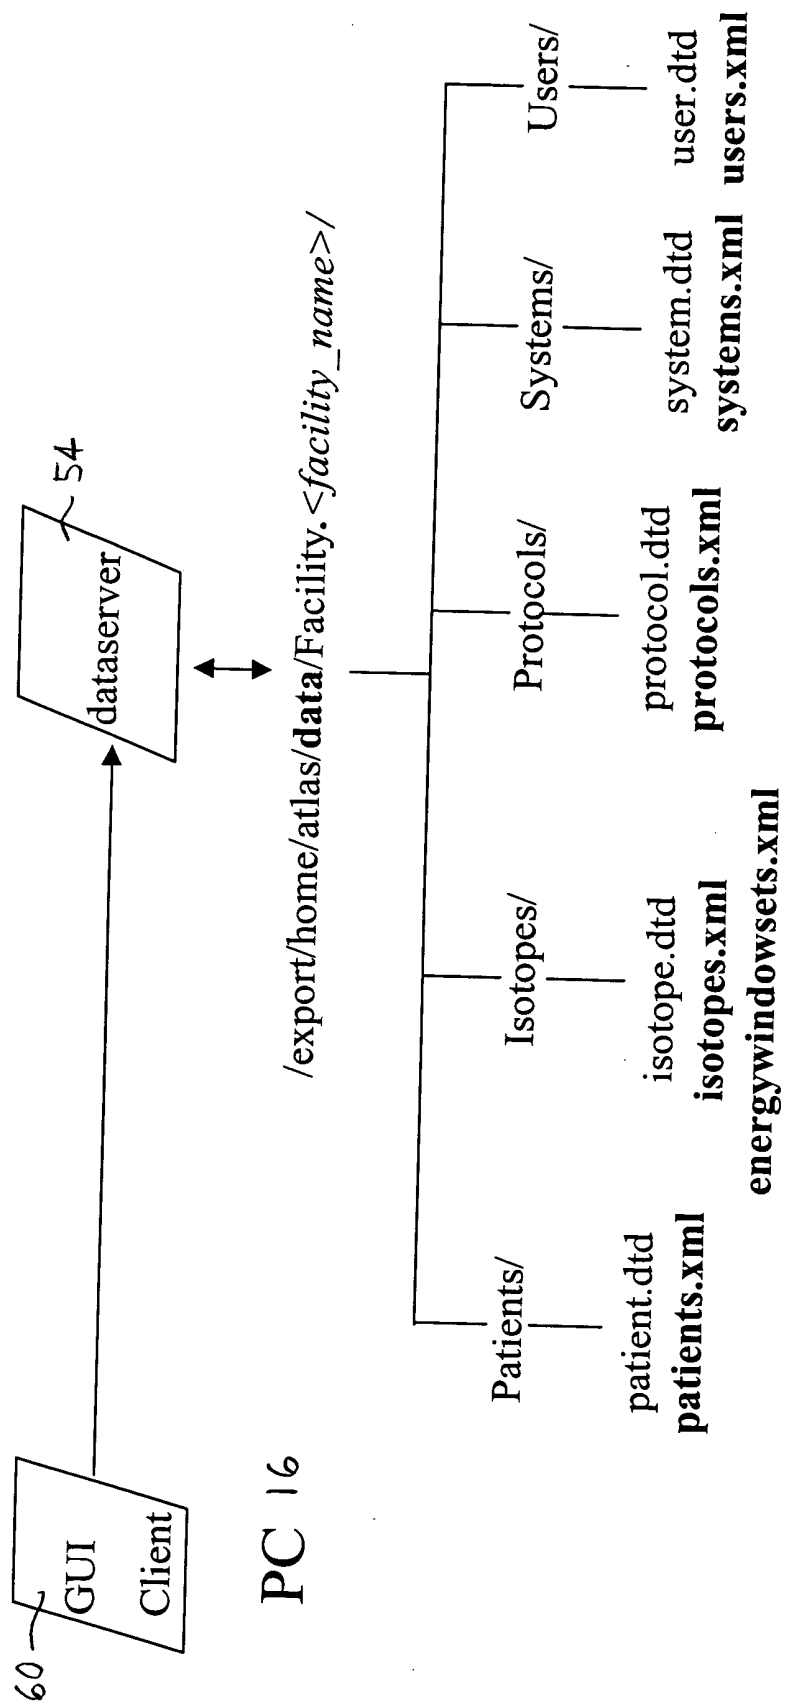 60
GUI
Client
dataserver
54
PC 16
/export/home/atlas/data/Facility.<facility_name>/
Patients/
patient.dtd
patients.xml
Isotopes/
isotope.dtd
isotopes.xml
energywindowsets.xml
Protocols/
protocol.dtd
protocols.xml
Systems/
system.dtd
systems.xml
Users/
user.dtd
users.xml